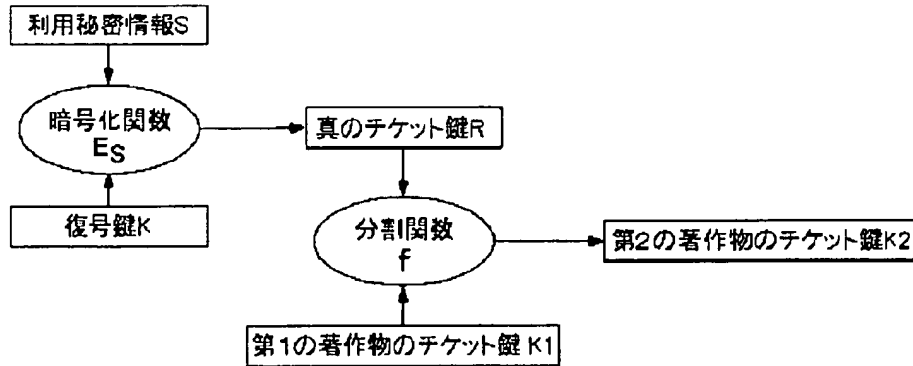 利用秘密情報S
暗号化関数
ES
復号鍵K
真のチケット鍵R
分割関数
f
第1の著作物のチケット鍵 K1
第2の著作物のチケット鍵K2